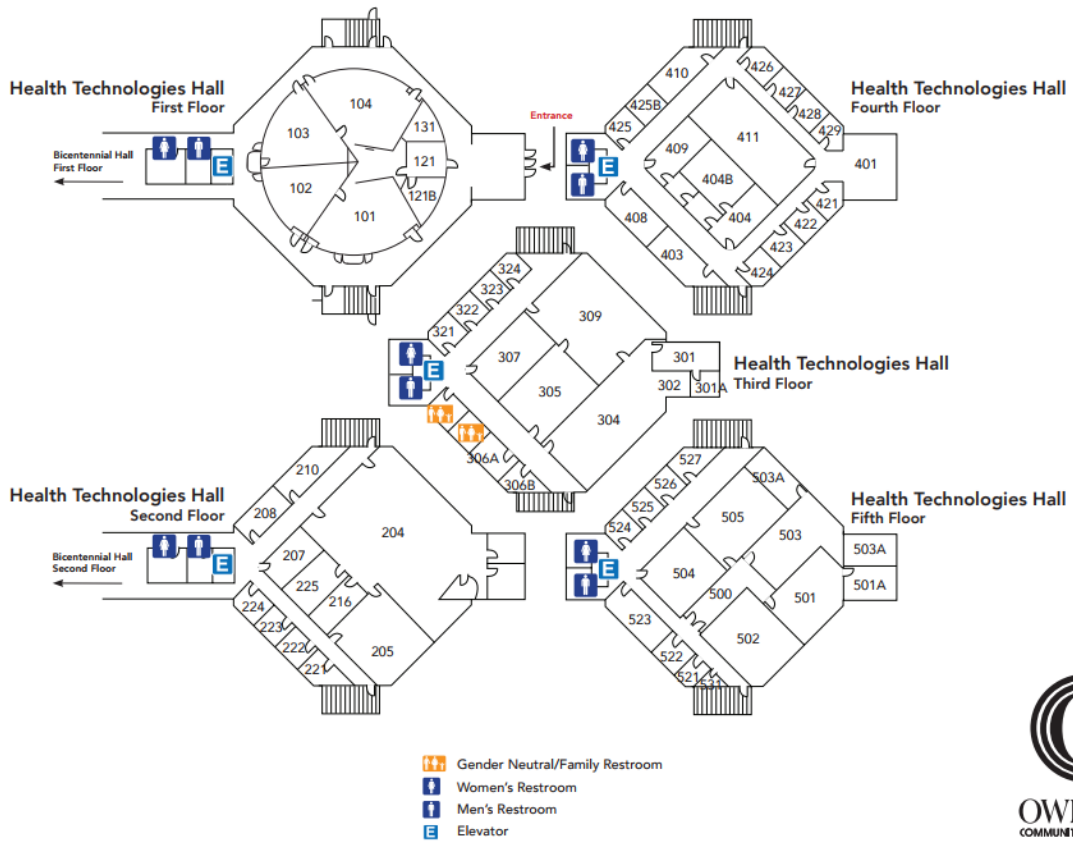 Health Technologies Hall
First Floor
Bicentennial Hall
First Floor
E
104
103
131
121
102
121B
101
Entrance
Health Technologies Hall
Fourth Floor
E
410
426
427
425B
428
425
429
411
409
401
404B
421
408
404
422
403
423
424
Health Technologies Hall
Third Floor
E
324
323
322
321
309
307
301
302
301A
305
304
306A
306B
Health Technologies Hall
Second Floor
Bicentennial Hall
Second Floor
E
210
208
204
207
225
216
224
223
222
221
205
Health Technologies Hall
Fifth Floor
E
527
503A
526
525
505
524
503
503A
504
501A
500
501
523
502
522
521
531
Gender Neutral/Family Restroom
Women's Restroom
Men's Restroom
E Elevator